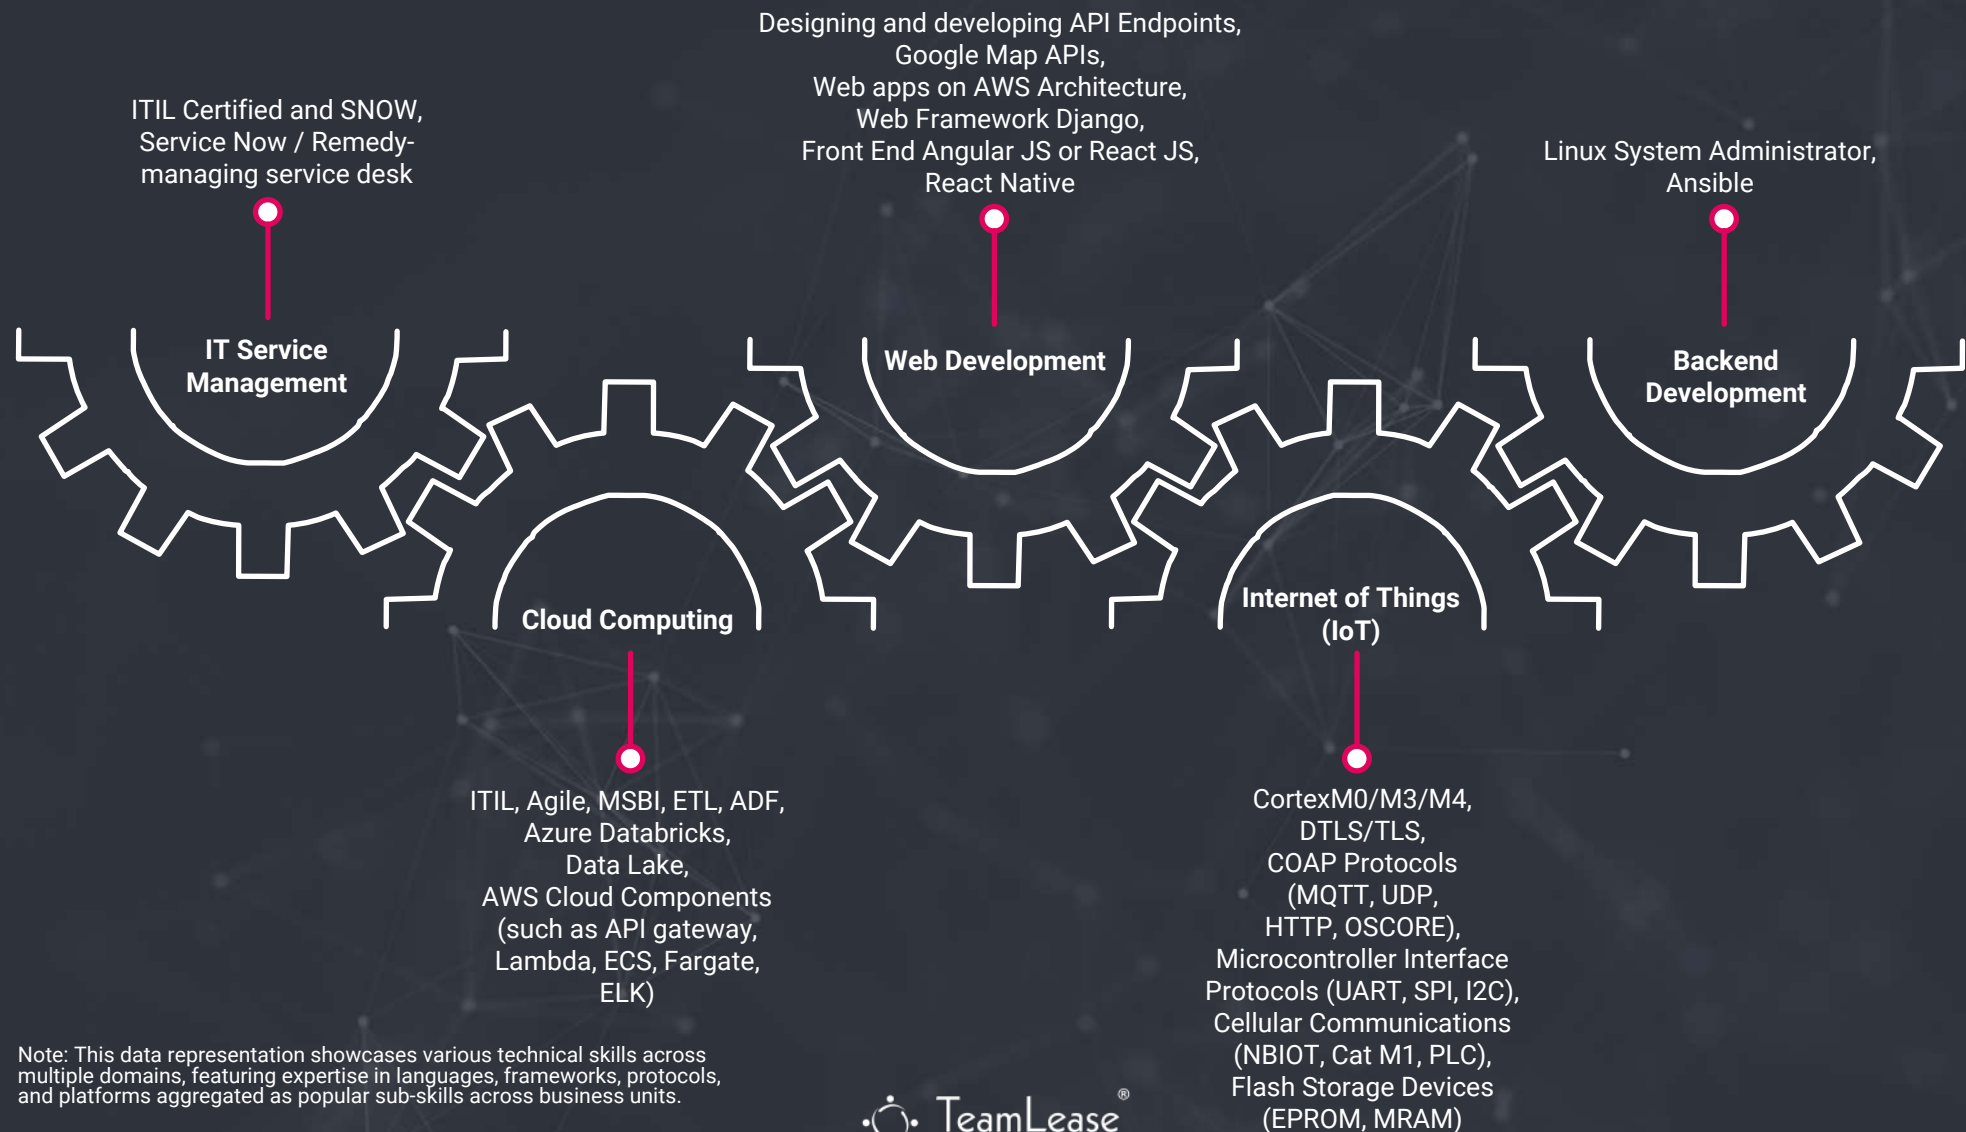 ITIL Certified and SNOW,
Service Now / Remedy-
managing service desk
IT Service
Management
Cloud Computing
ITIL, Agile, MSBI, ETL, ADF,
Azure Databricks,
Data Lake,
AWS Cloud Components
(such as API gateway,
Lambda, ECS, Fargate,
ELK)
Designing and developing API Endpoints,
Google Map APIs,
Web apps on AWS Architecture,
Web Framework Django,
Front End Angular JS or React JS,
React Native
Web Development
Internet of Things
(IoT)
CortexM0/M3/M4,
DTLS/TLS,
COAP Protocols
(MQTT, UDP,
HTTP, OSCORE),
Microcontroller Interface
Protocols (UART, SPI, I2C),
Cellular Communications
(NBIOT, Cat M1, PLC),
Flash Storage Devices
(EPROM, MRAM)
Linux System Administrator,
Ansible
Backend
Development
Note: This data representation showcases various technical skills across
multiple domains, featuring expertise in languages, frameworks, protocols,
and platforms aggregated as popular sub-skills across business units.
TeamLease®